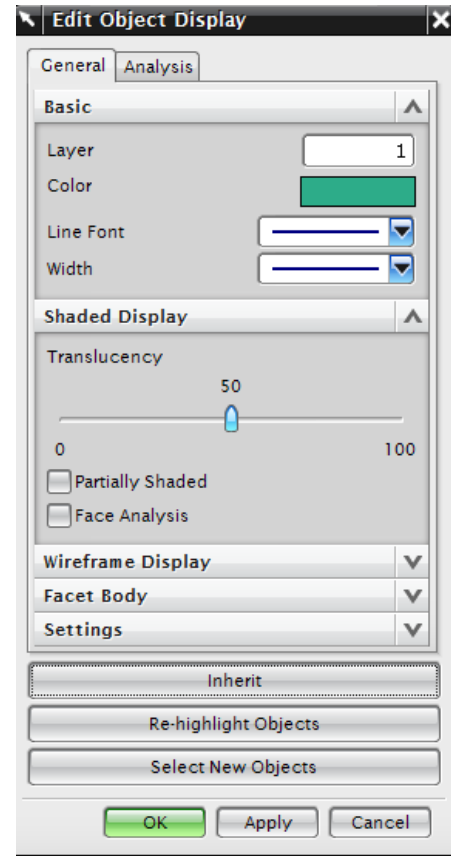 Edit Object Display
General Analysis
Basic
Layer 1
Color
Line Font
Width
Shaded Display
Translucency
50
0 100
Partially Shaded
Face Analysis
Wireframe Display
Facet Body
Settings
Inherit
Re-highlight Objects
Select New Objects
OK Apply Cancel